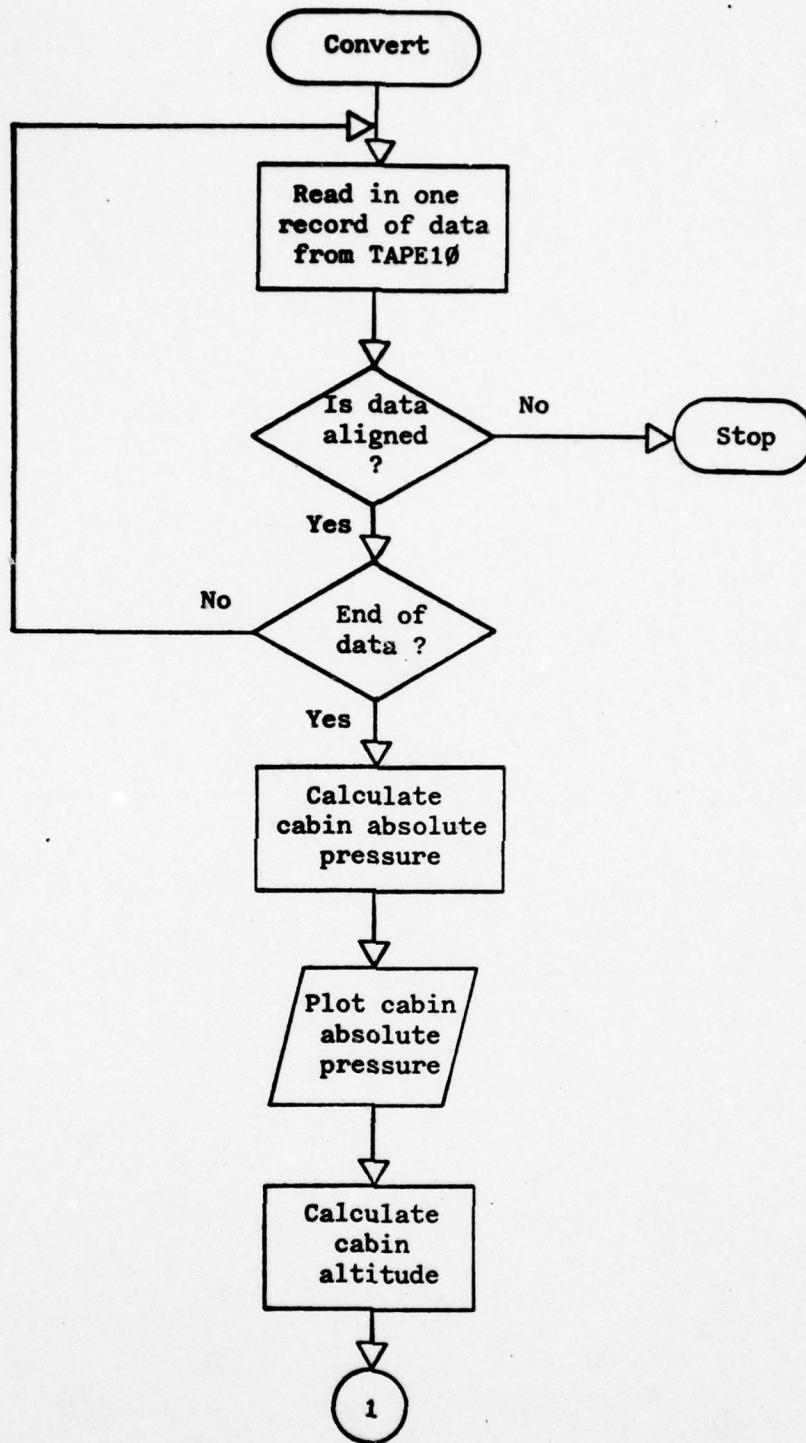 Convert
Read in one
record of data
from TAPE1Ø
Is data
aligned
?
No
Stop
Yes
No
End of
data ?
Yes
Calculate
cabin absolute
pressure
Plot cabin
absolute
pressure
Calculate
cabin
altitude
1